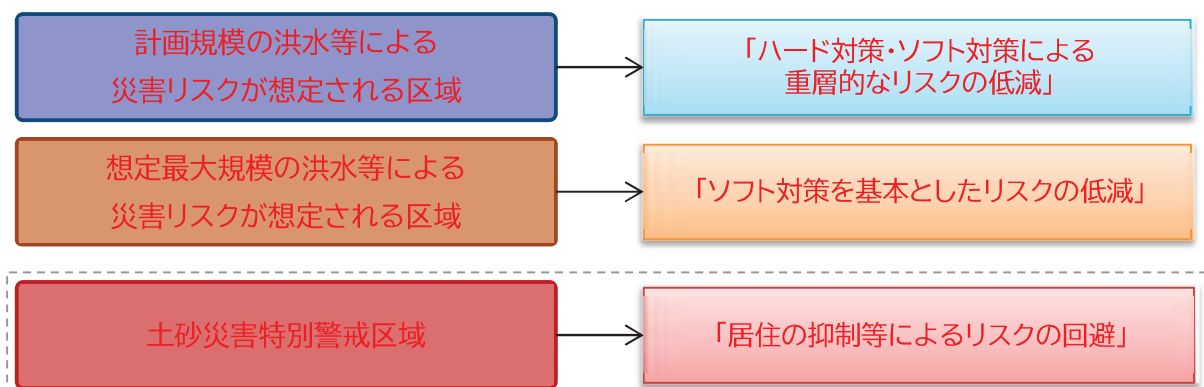 計画規模の洪水等による
災害リスクが想定される区域
「ハード対策・ソフト対策による
重層的なリスクの低減」
想定最大規模の洪水等による
災害リスクが想定される区域
「ソフト対策を基本としたリスクの低減」
土砂災害特別警戒区域
「居住の抑制等によるリスクの回避」